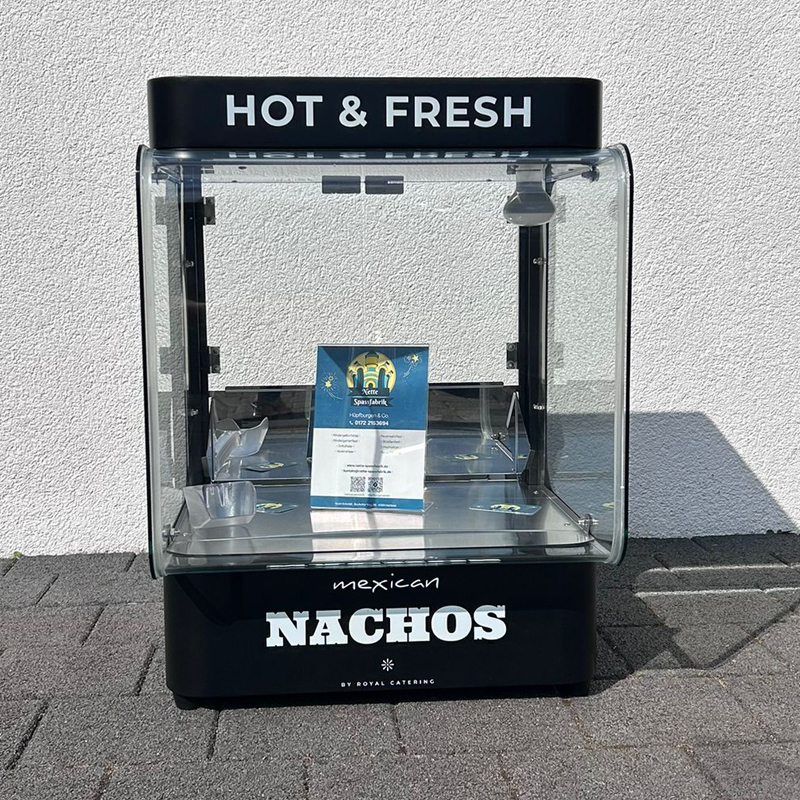 HOT & FRESH
Nette
Spassfabrik
Hüpfburgen & Co.
0172 2153694
mexican
NACHOS
BY ROYAL CATERING